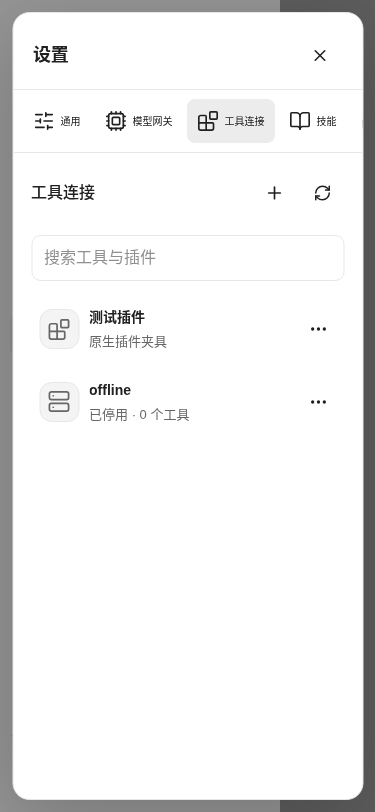 设置
通用
模型网关
工具连接
技能
工具连接
搜索工具与插件
测试插件
原生插件夹具
offline
已停用 · 0 个工具